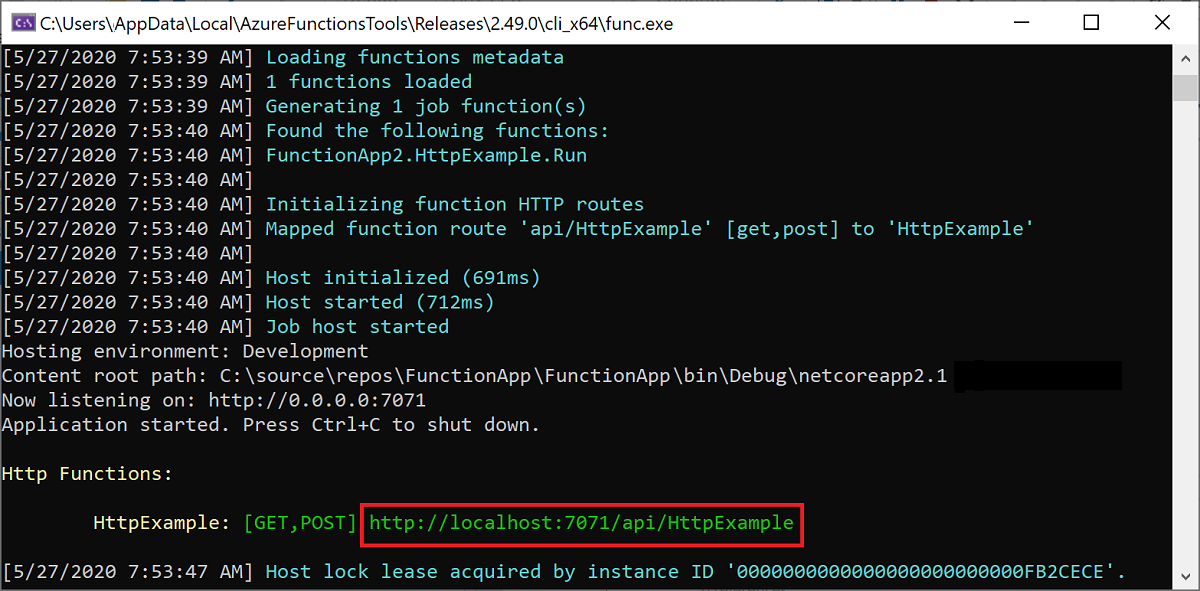 C:\Users\AppData\Local\AzureFunctionsTools\Releases\2.49.0\cli_x64\func.exe
[5/27/2020 7:53:39 AM] Loading functions metadata
[5/27/2020 7:53:39 AM] 1 functions loaded
[5/27/2020 7:53:39 AM] Generating 1 job function(s)
[5/27/2020 7:53:40 AM] Found the following functions:
[5/27/2020 7:53:40 AM] FunctionApp2.HttpExample.Run
[5/27/2020 7:53:40 AM]
[5/27/2020 7:53:40 AM] Initializing function HTTP routes
[5/27/2020 7:53:40 AM] Mapped function route 'api/HttpExample' [get,post] to 'HttpExample'
[5/27/2020 7:53:40 AM]
[5/27/2020 7:53:40 AM] Host initialized (691ms)
[5/27/2020 7:53:40 AM] Host started (712ms)
[5/27/2020 7:53:40 AM] Job host started
Hosting environment: Development
Content root path: C:\source\repos\FunctionApp\FunctionApp\bin\Debug\netcoreapp2.1
Now listening on: http://0.0.0.0:7071
Application started. Press Ctrl+C to shut down.
Http Functions:
HttpExample: [GET,POST] http://localhost:7071/api/HttpExample
[5/27/2020 7:53:47 AM] Host lock lease acquired by instance ID '0000000000000000000000000FB2CECE'.